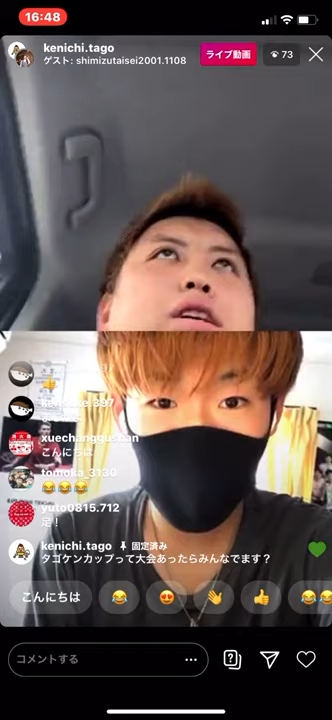 16:48
kenichi.tago
ゲスト: shimizutaisei2001.1108
ライブ動画
73
xuechanggushan
こんにちは
tomoka_3130
😂😂😂
yuto0815.712
足！
kenichi.tago 固定済み
タゴケンカップって大会あったらみんなでます？
こんにちは
コメントする